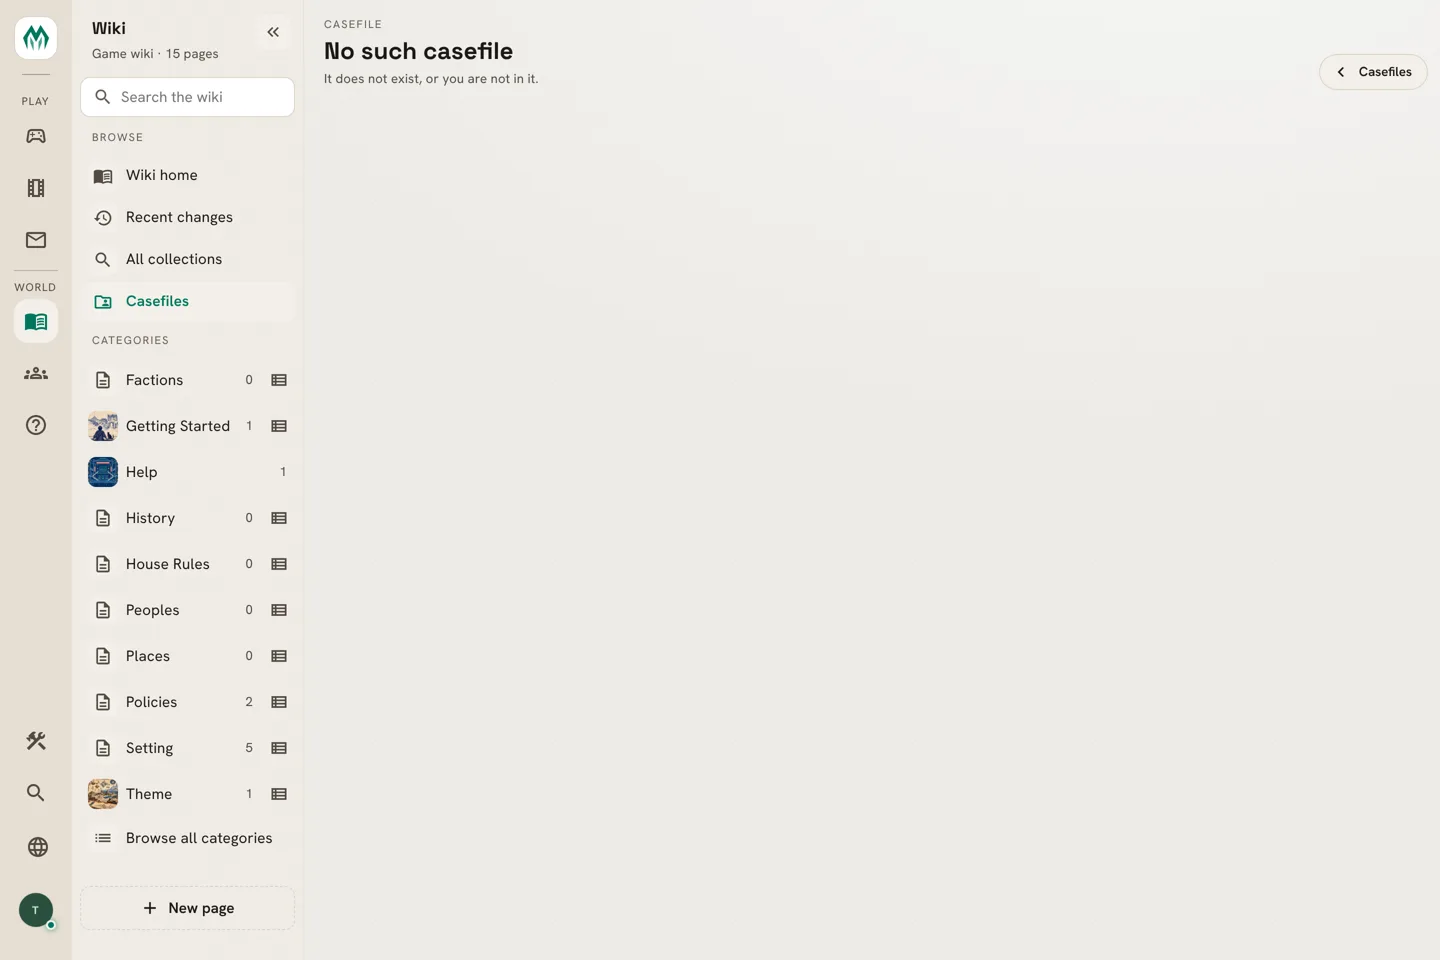 PLAY
WORLD
T
Wiki
Game wiki · 15 pages
Search the wiki
BROWSE
Wiki home
Recent changes
All collections
Casefiles
CATEGORIES
Factions 0
Getting Started 1
Help 1
History 0
House Rules 0
Peoples 0
Places 0
Policies 2
Setting 5
Theme 1
Browse all categories
New page
CASEFILE
No such casefile
It does not exist, or you are not in it.
Casefiles